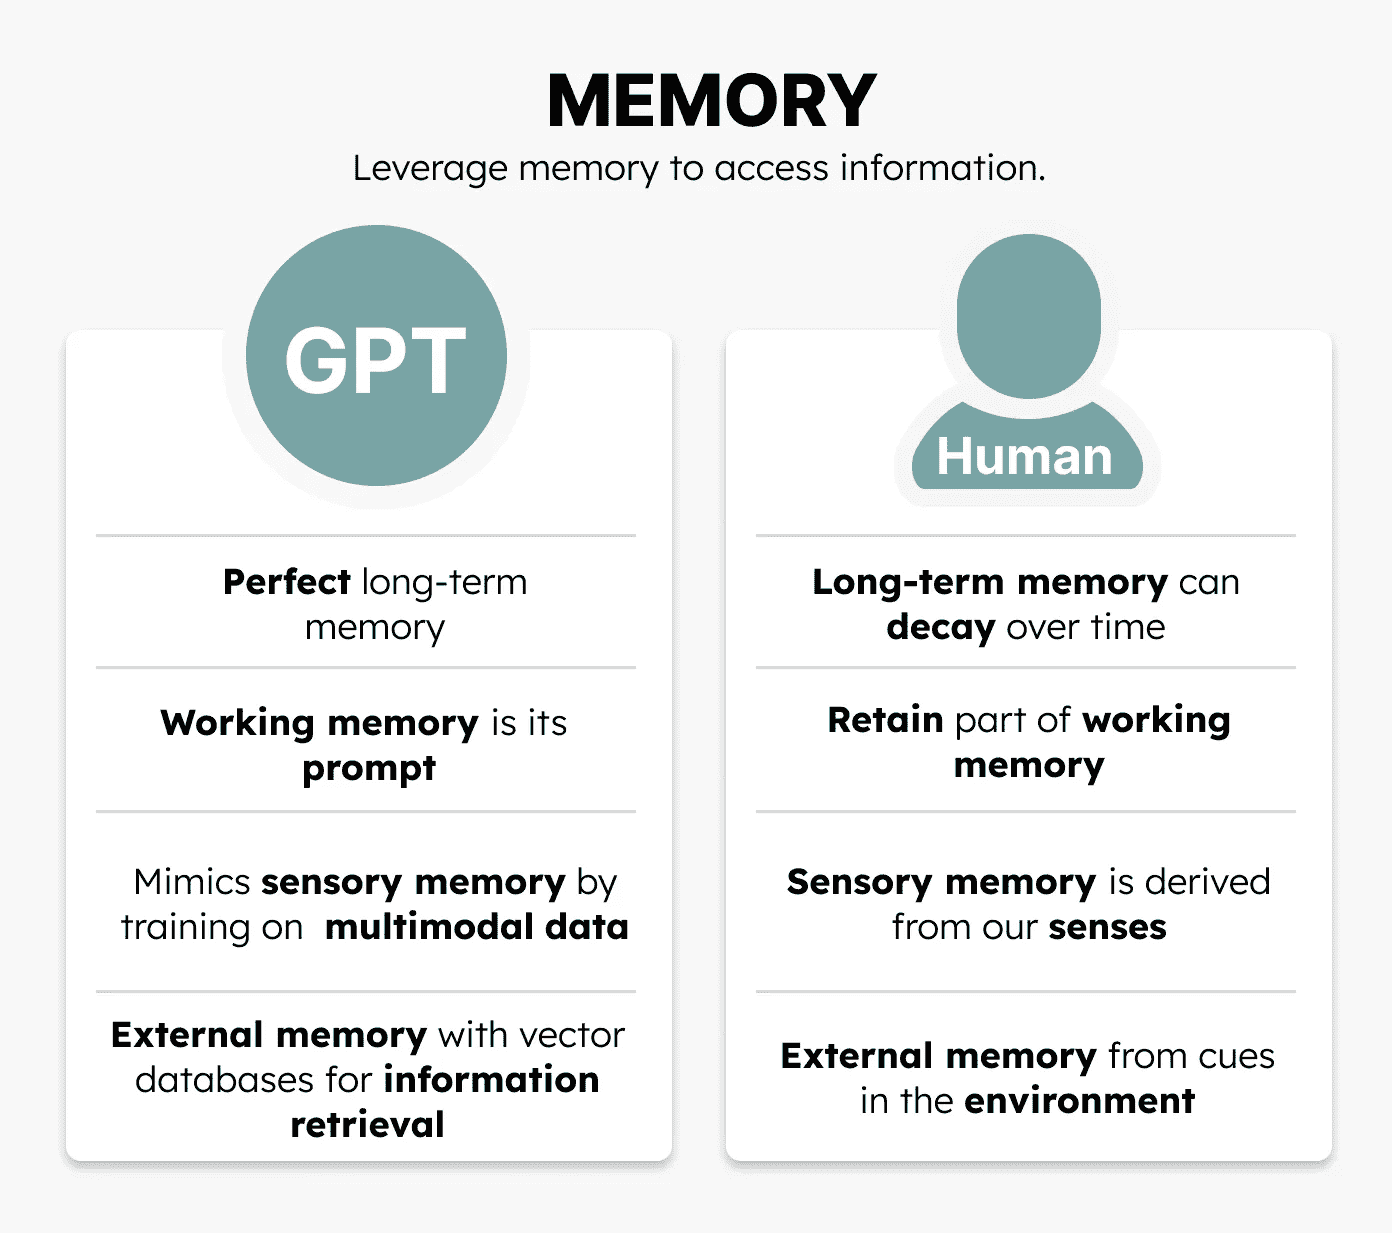 MEMORY
Leverage memory to access information.
GPT
Perfect long-term
memory
Working memory is its
prompt
Mimics sensory memory by
training on multimodal data
External memory with vector
databases for information
retrieval
Human
Long-term memory can
decay over time
Retain part of working
memory
Sensory memory is derived
from our senses
External memory from cues
in the environment